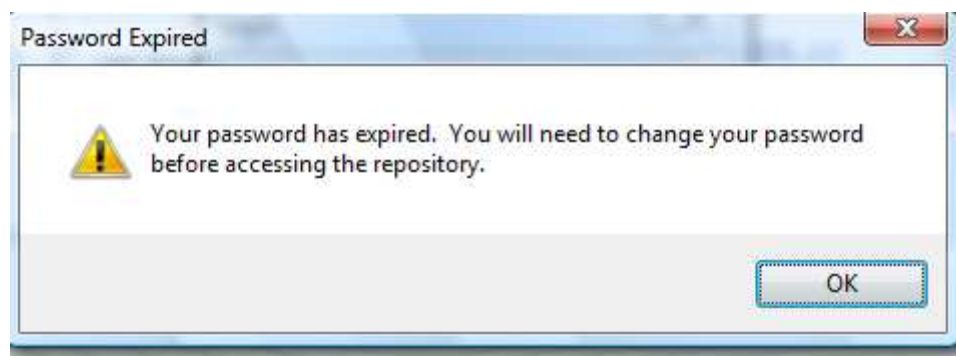 Password Expired
Your password has expired.  You will need to change your password
before accessing the repository.
OK